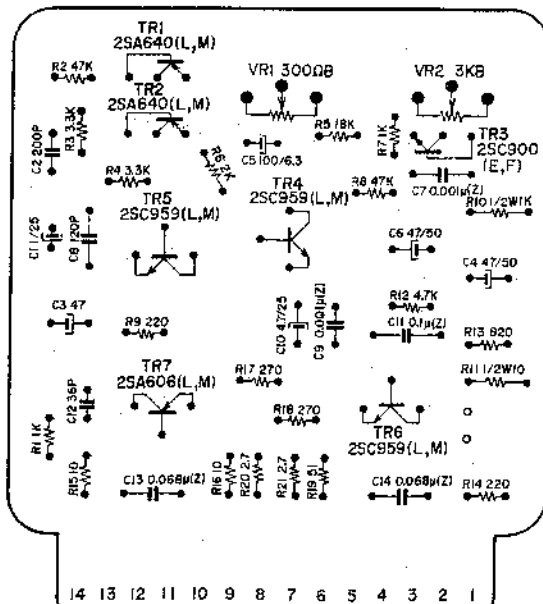 TR1
2SA640(L,M)
R2 47K
TR2
2SA640(L,M)
VR1 300ΩB
VR2 3KB
C2 200P
R3 3.3K
R4 3.3K
R6 2K
C5 100/6.3
R5 18K
R7 1K
TR3
2SC900
(E,F)
C7 0.001μ(Z)
TR5
2SC959(L,M)
TR4
2SC959(L,M)
R8 47K
R10 1/2W1K
C1 1/25
C8 120P
C6 47/50
C4 47/50
C3 47
R9 220
C10 47/25
C9 0.001μ(Z)
R12 4.7K
C11 0.1μ(Z)
R13 820
TR7
2SA606(L,M)
R17 270
R11 1/2W10
C12 36P
R18 270
TR6
2SC959(L,M)
R1 1K
R15 10
C13 0.068μ(Z)
R16 10
R20 2.7
R21 2.7
R19 51
C14 0.068μ(Z)
R14 220
14 13 12 11 10 9 8 7 6 5 4 3 2 1